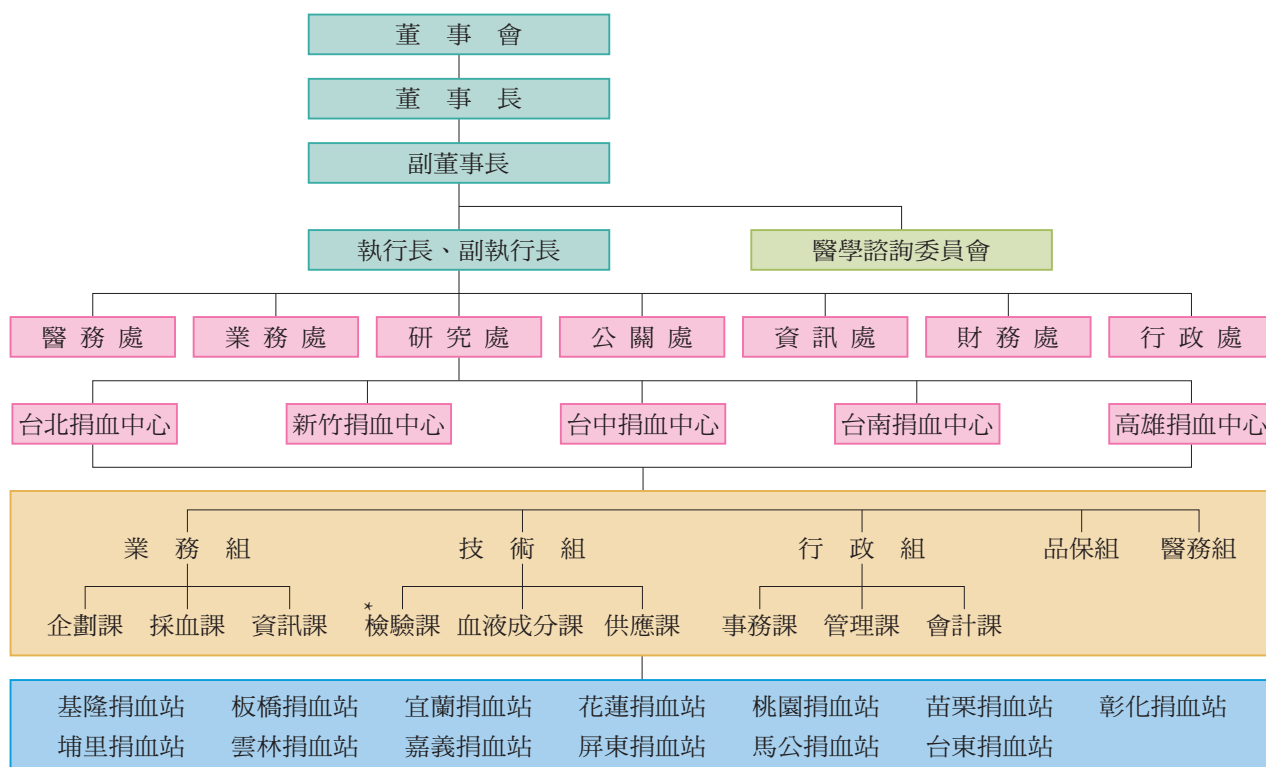 董事會
董事長
副董事長
執行長、副執行長 醫學諮詢委員會
醫務處 業務處 研究處 公關處 資訊處 財務處 行政處
台北捐血中心 新竹捐血中心 台中捐血中心 台南捐血中心 高雄捐血中心
業務組 技術組 行政組 品保組 醫務組
企劃課 採血課 資訊課 *檢驗課 血液成分課 供應課 事務課 管理課 會計課
基隆捐血站 板橋捐血站 宜蘭捐血站 花蓮捐血站 桃園捐血站 苗栗捐血站 彰化捐血站
埔里捐血站 雲林捐血站 嘉義捐血站 屏東捐血站 馬公捐血站 台東捐血站